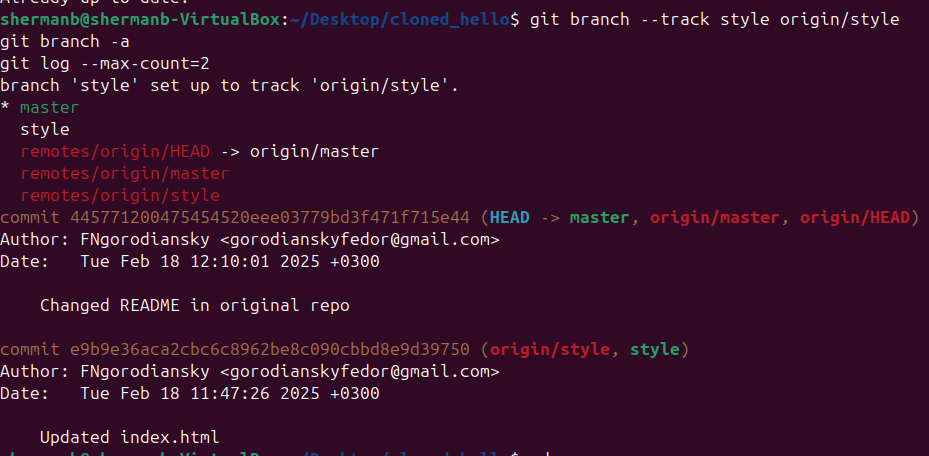 Already up to date.
shermanb@shermanb-VirtualBox:~/Desktop/cloned_hello$ git branch --track style origin/style
git branch -a
git log --max-count=2
branch 'style' set up to track 'origin/style'.
* master
  style
  remotes/origin/HEAD -> origin/master
  remotes/origin/master
  remotes/origin/style
commit 445771200475454520eee03779bd3f471f715e44 (HEAD -> master, origin/master, origin/HEAD)
Author: FNgorodiansky <gorodianskyfedor@gmail.com>
Date:   Tue Feb 18 12:10:01 2025 +0300
    Changed README in original repo
commit e9b9e36aca2cbc6c8962be8c090cbbd8e9d39750 (origin/style, style)
Author: FNgorodiansky <gorodianskyfedor@gmail.com>
Date:   Tue Feb 18 11:47:26 2025 +0300
    Updated index.html